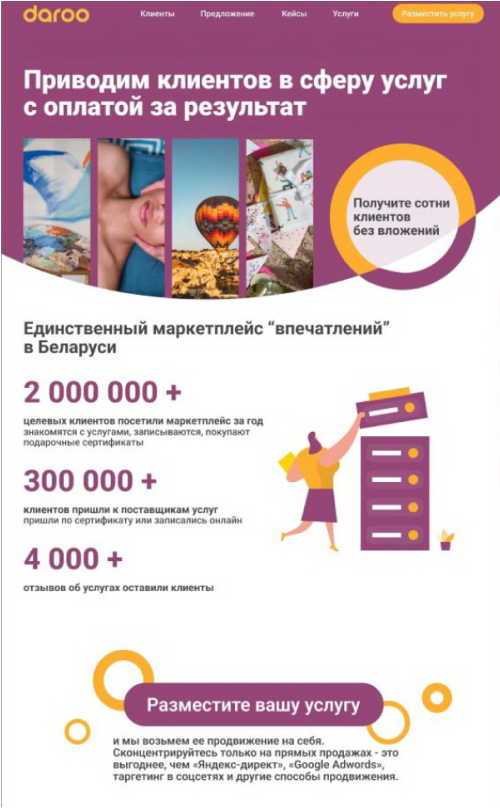 daroo
Клиенты Предложение Кейсы Услуги Разместить услугу
Приводим клиентов в сферу услуг
с оплатой за результат
Получите сотни
клиентов
без вложений
Единственный маркетплейс “впечатлений”
в Беларуси
2 000 000 +
целевых клиентов посетили маркетплейс за год
знакомятся с услугами, записываются, покупают
подарочные сертификаты
300 000 +
клиентов пришли к поставщикам услуг
пришли по сертификату или записались онлайн
4 000 +
отзывов об услугах оставили клиенты
Разместите вашу услугу
и мы возьмем ее продвижение на себя.
Сконцентрируйтесь только на прямых продажах - это
выгоднее, чем «Яндекс-директ», «Google Adwords»,
таргетинг в соцсетях и другие способы продвижения.